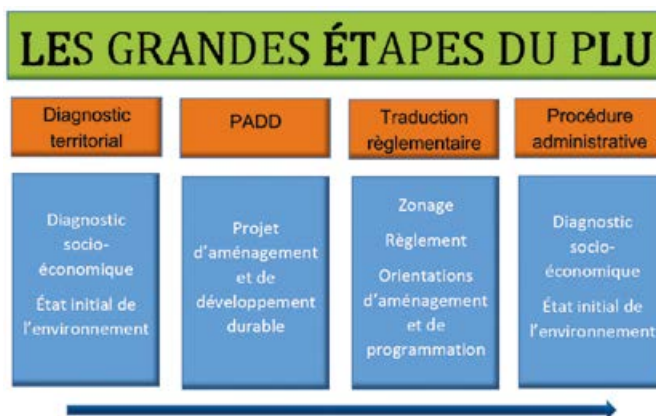 LES GRANDES ÉTAPES DU PLU
Diagnostic
territorial
PADD
Traduction
règlementaire
Procédure
administrative
Diagnostic
socio-
économique
État initial de
l'environnement
Projet
d'aménagement
et de
développement
durable
Zonage
Règlement
Orientations
d'aménagement
et de
programmation
Diagnostic
socio-
économique
État initial de
l'environnement